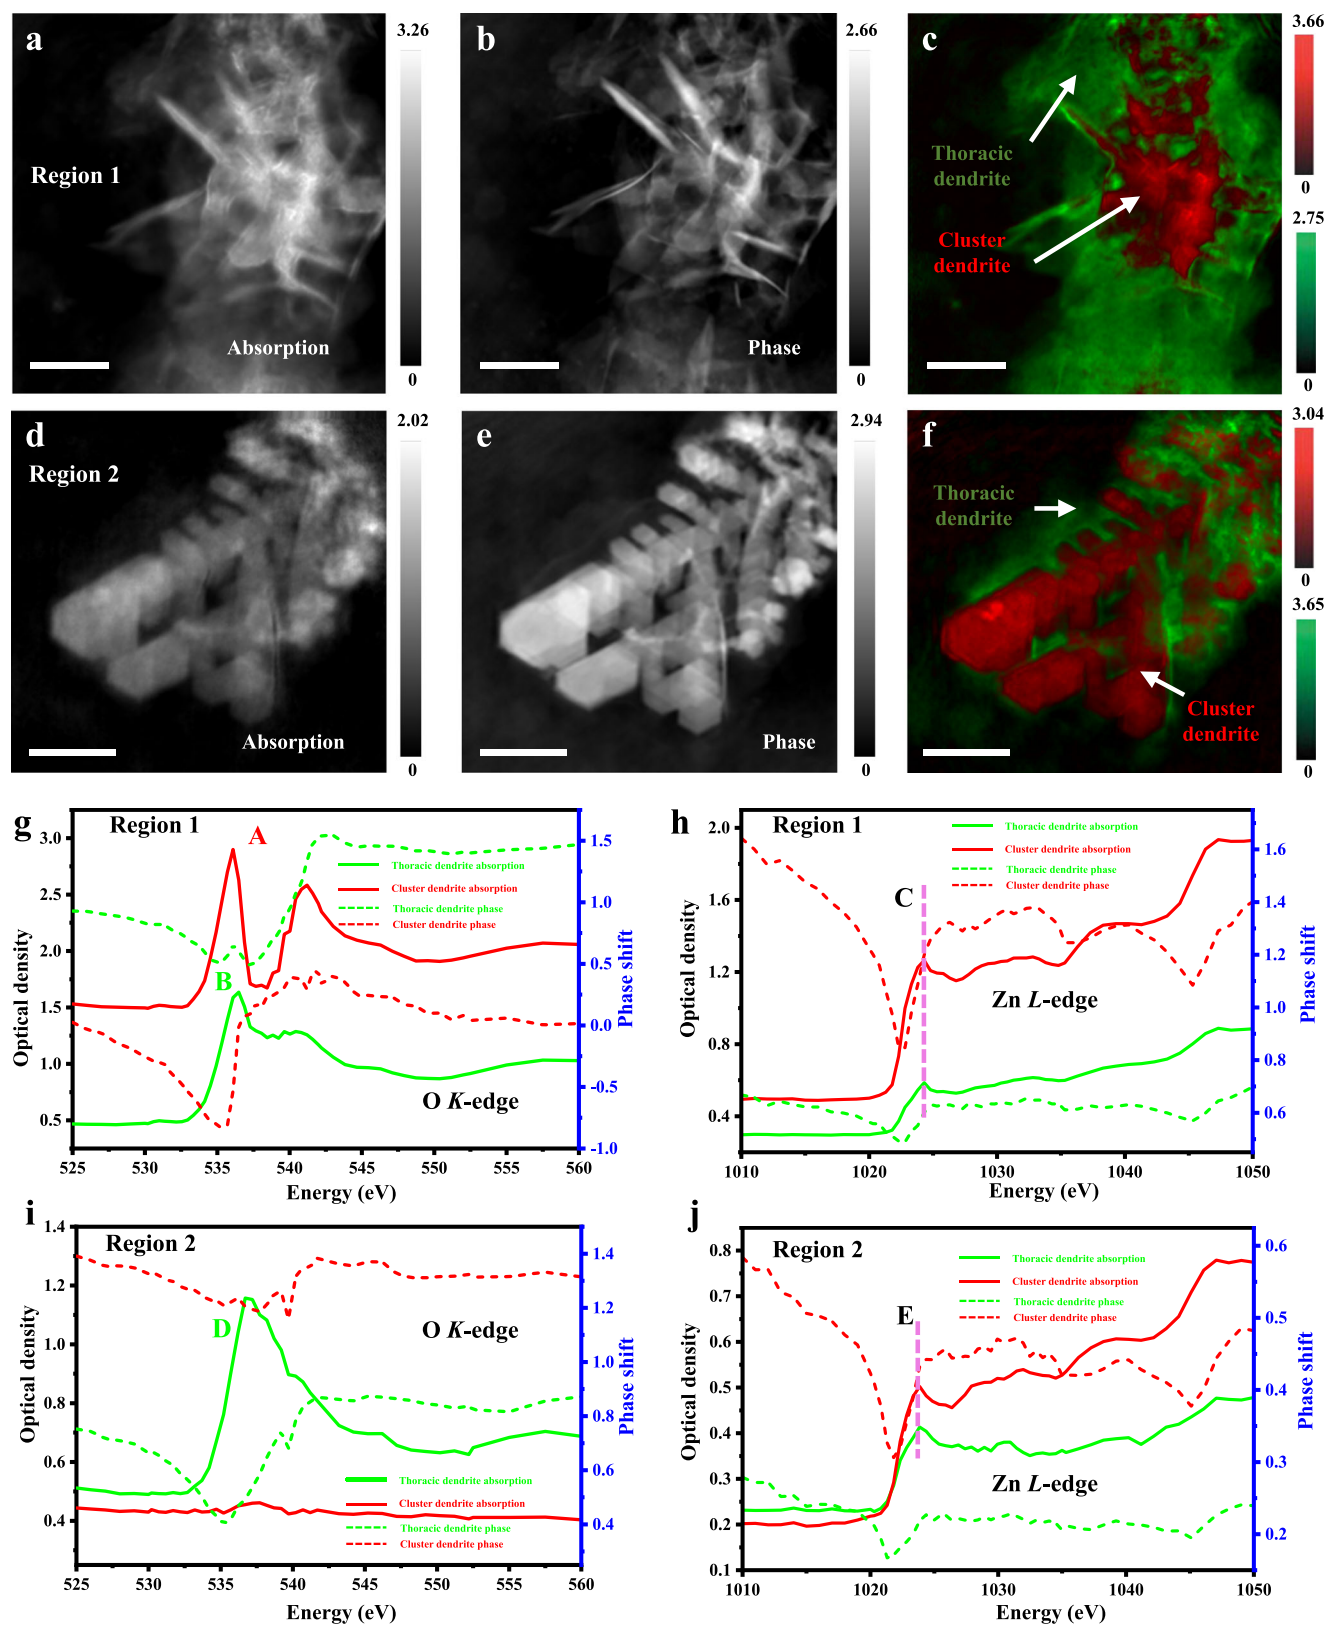 a
Region 1
Absorption
3.26
0
b
Phase
2.66
0
c
Thoracic
dendrite
Cluster
dendrite
3.66
0
2.75
0
d
Region 2
Absorption
2.02
0
e
Phase
2.94
0
f
Thoracic
dendrite
Cluster
dendrite
3.04
0
3.65
0
g
Region 1
A
B
Thoracic dendrite absorption
Cluster dendrite absorption
Thoracic dendrite phase
Cluster dendrite phase
O K-edge
Optical density
3.0
2.5
2.0
1.5
1.0
0.5
Phase shift
1.5
1.0
0.5
0.0
-0.5
-1.0
525 530 535 540 545 550 555 560
Energy (eV)
h
Region 1
C
Thoracic dendrite absorption
Cluster dendrite absorption
Thoracic dendrite phase
Cluster dendrite phase
Zn L-edge
Optical density
2.0
1.6
1.2
0.8
0.4
Phase shift
1.6
1.4
1.2
1.0
0.8
0.6
1010 1020 1030 1040 1050
Energy (eV)
i
Region 2
D
O K-edge
Thoracic dendrite absorption
Cluster dendrite absorption
Thoracic dendrite phase
Cluster dendrite phase
Optical density
1.4
1.2
1.0
0.8
0.6
0.4
Phase shift
1.4
1.2
1.0
0.8
0.6
0.4
525 530 535 540 545 550 555 560
Energy (eV)
j
Region 2
E
Thoracic dendrite absorption
Cluster dendrite absorption
Thoracic dendrite phase
Cluster dendrite phase
Zn L-edge
Optical density
0.8
0.7
0.6
0.5
0.4
0.3
0.2
0.1
Phase shift
0.6
0.5
0.4
0.3
0.2
1010 1020 1030 1040 1050
Energy (eV)